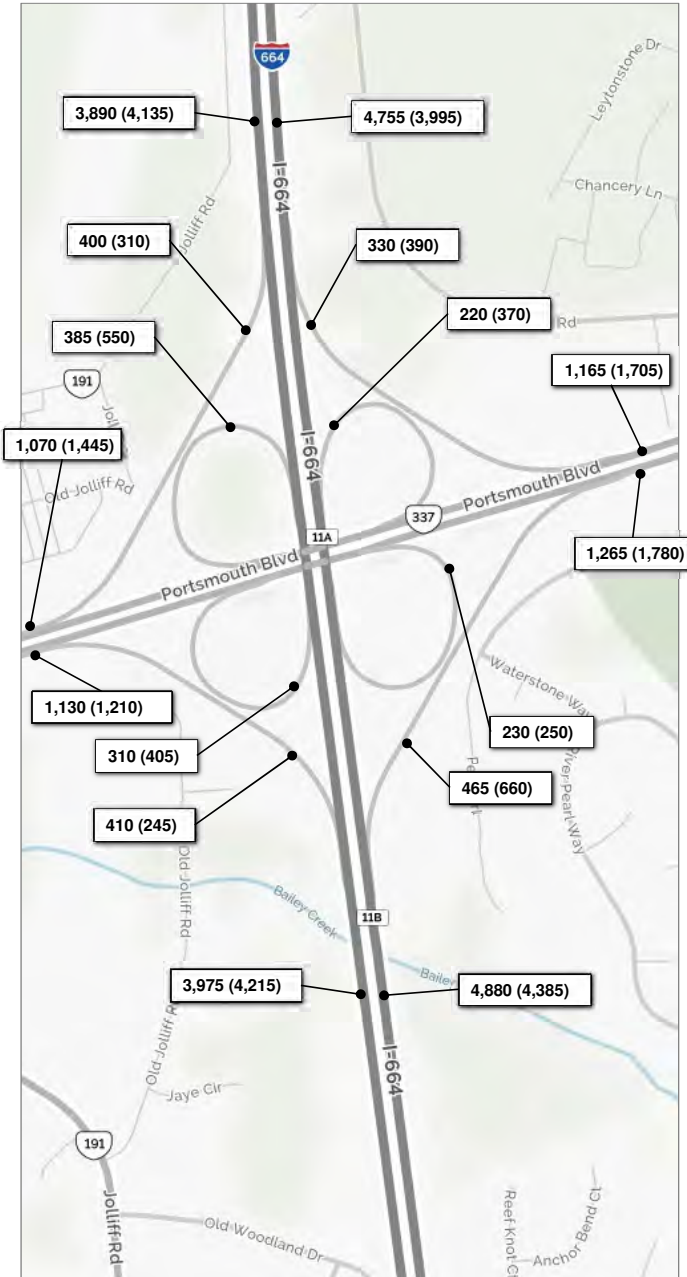 664
3,890 (4,135)
4,755 (3,995)
Leytonstone Dr
I-664
Chancery Ln
Jolliff Rd
400 (310)
330 (390)
220 (370)
Rd
385 (550)
1,165 (1,705)
191
1,070 (1,445)
I-664
Portsmouth Blvd
Old Jolliff Rd
337
11A
1,265 (1,780)
Portsmouth Blvd
Waterstone Way
1,130 (1,210)
230 (250)
310 (405)
465 (660)
410 (245)
River Pearl Way
Old Jolliff Rd
Bailey Creek
11B
3,975 (4,215)
4,880 (4,385)
Old Jolliff R
I-664
Jaye Cir
191
Jolliff Rd
Old Woodland Dr
Reef Knot C
Anchor Bend Ct